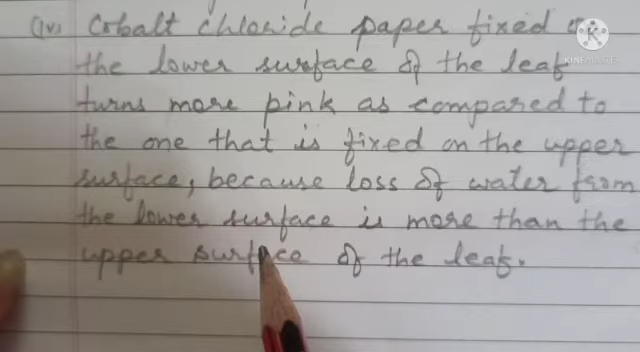 (iv) Cobalt chloride paper fixed
the lower surface of the leaf
turns more pink as compared to
the one that is fixed on the upper
surface, because loss of water from
the lower surface is more than the
upper surface of the leaf.
KINEMASTER